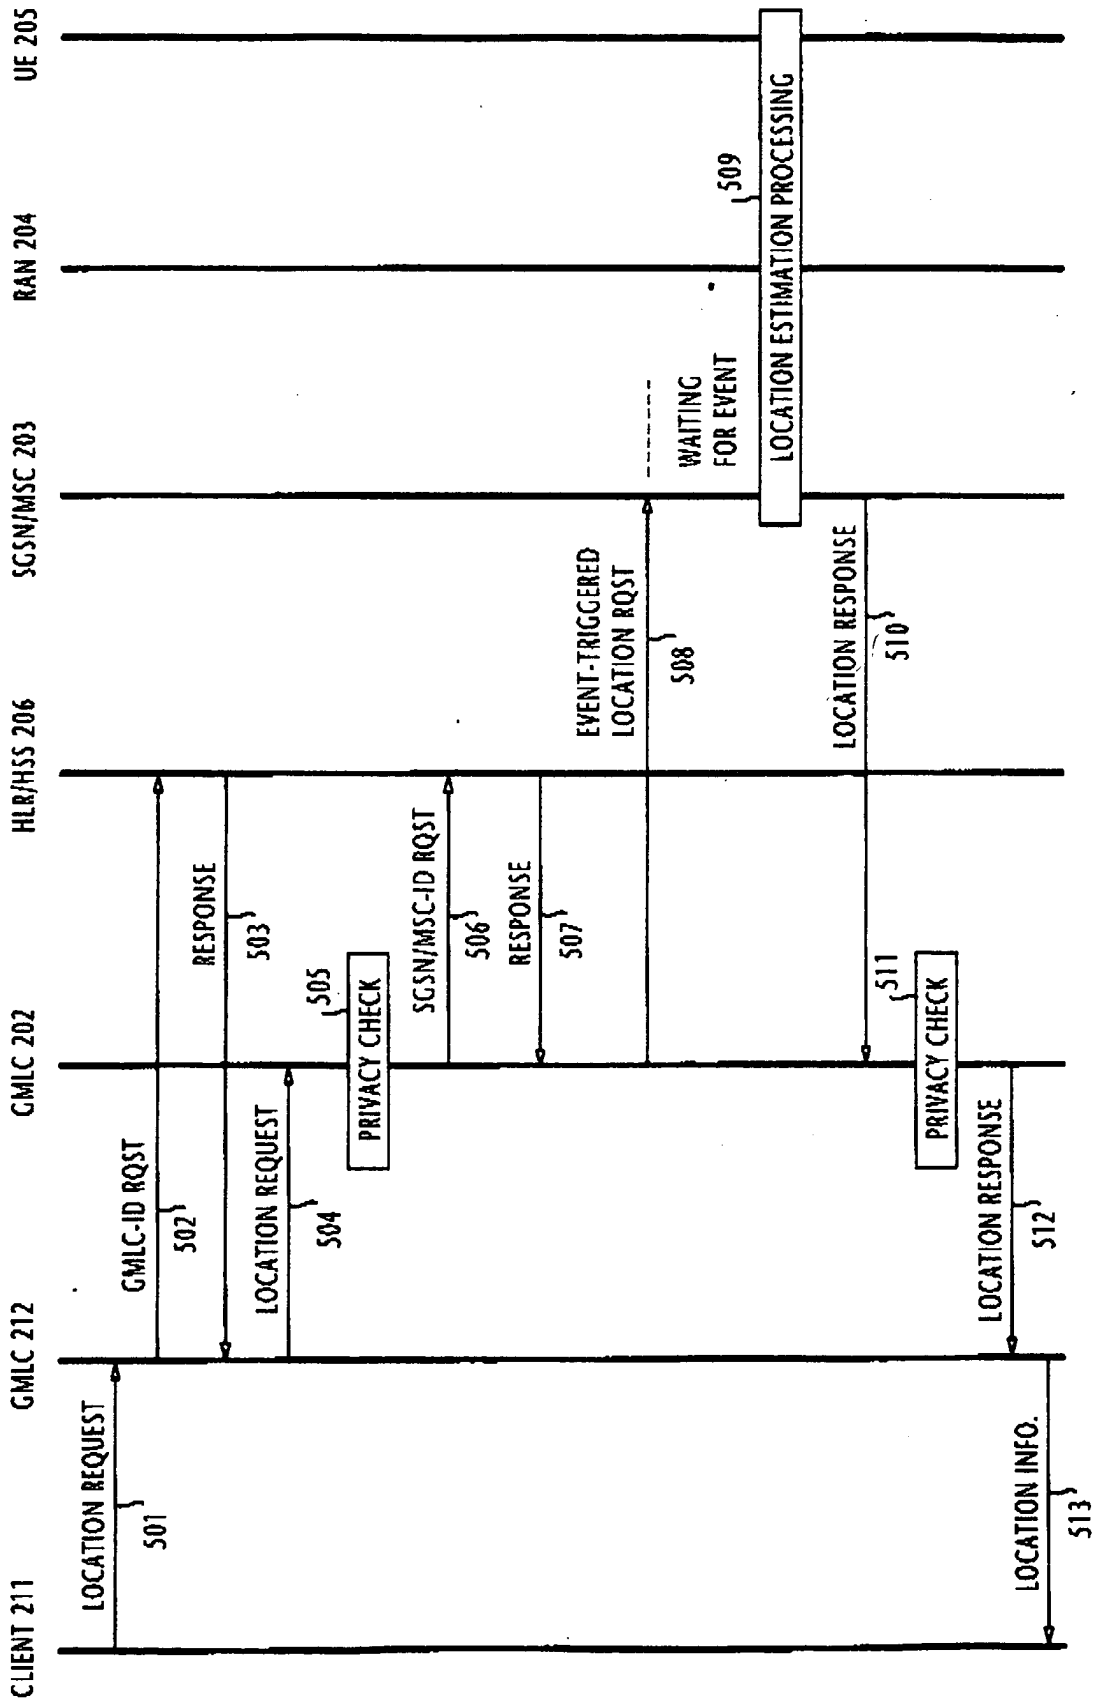 CLIENT 211
GMLC 212
GMLC 202
HLR/HSS 206
SGSN/MSC 203
RAN 204
UE 205
LOCATION REQUEST
501
GMLC-ID RQST
502
RESPONSE
503
LOCATION REQUEST
504
505
PRIVACY CHECK
SGSN/MSC-ID RQST
506
RESPONSE
507
EVENT-TRIGGERED
LOCATION RQST
508
WAITING
FOR EVENT
509
LOCATION ESTIMATION PROCESSING
LOCATION RESPONSE
510
511
PRIVACY CHECK
LOCATION RESPONSE
512
LOCATION INFO.
513